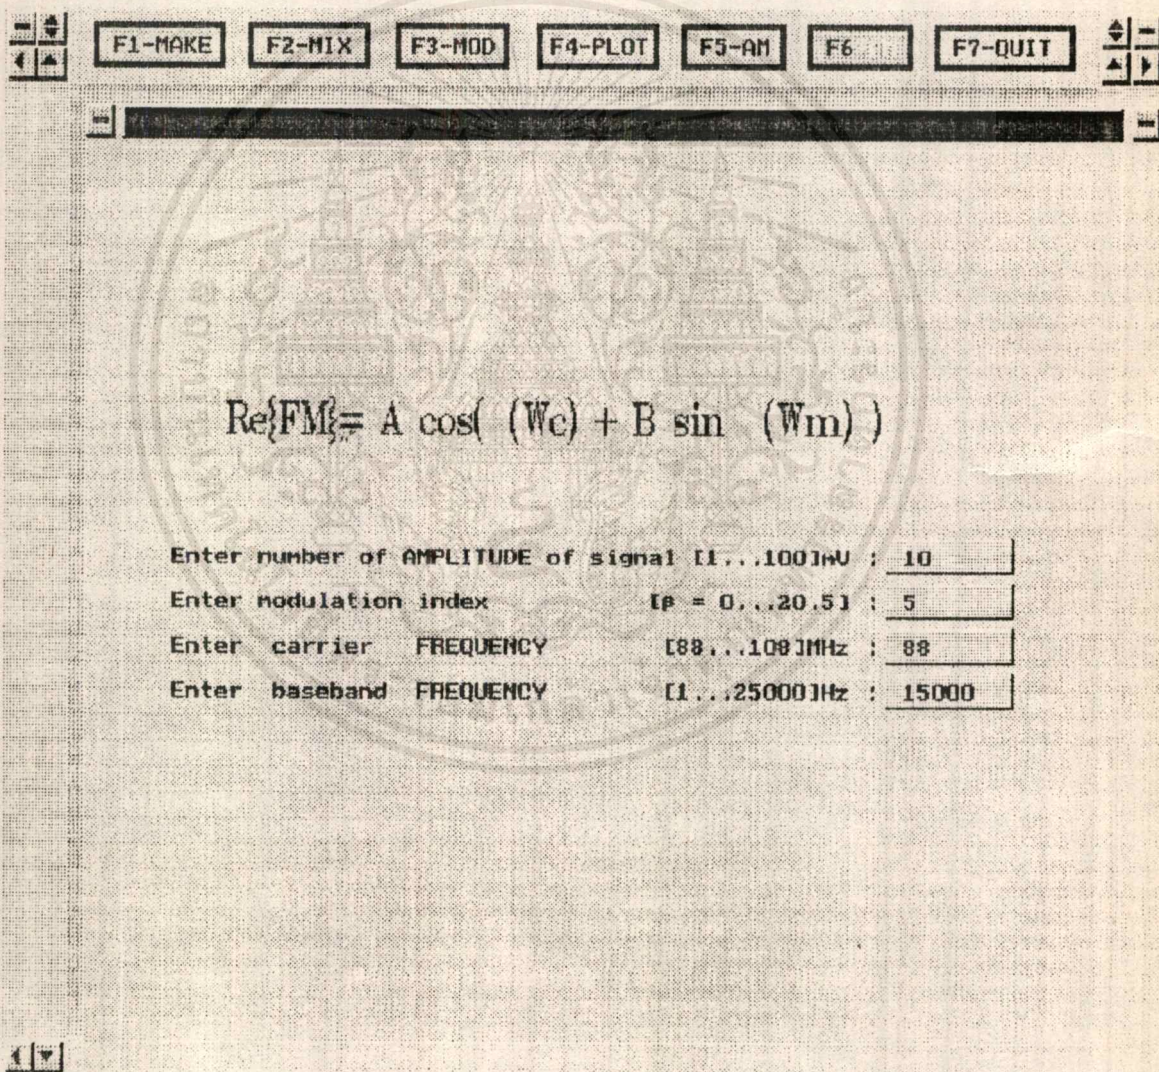 F1-MAKE F2-MIX F3-MOD F4-PLOT F5-AM F6 F7-QUIT
Re{FM}= A cos( (Wc) + B sin (Wm) )
Enter number of AMPLITUDE of signal [1...100]mV : 10
Enter modulation index [β = 0...20.5] : 5
Enter carrier FREQUENCY [88...108]MHz : 88
Enter baseband FREQUENCY [1...25000]Hz : 15000